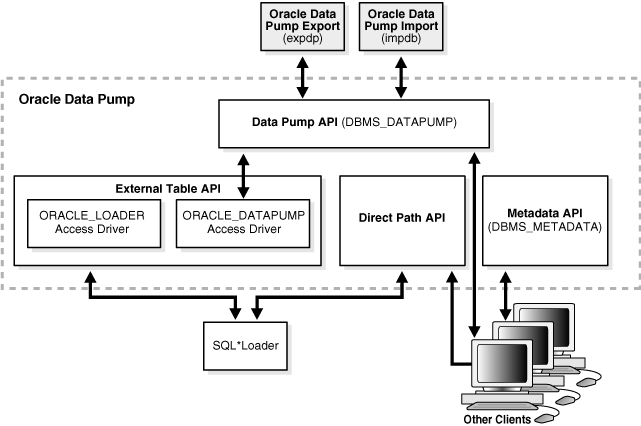 Oracle Data
Pump Export
(expdp)
Oracle Data
Pump Import
(impdb)
Oracle Data Pump
Data Pump API (DBMS_DATAPUMP)
External Table API
ORACLE_LOADER
Access Driver
ORACLE_DATAPUMP
Access Driver
Direct Path API
Metadata API
(DBMS_METADATA)
SQL*Loader
Other Clients